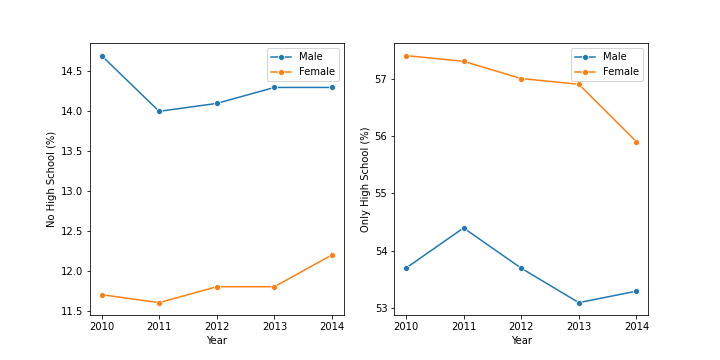 Male
Female
14.5
14.0
13.5
13.0
12.5
12.0
11.5
No High School (%)
2010 2011 2012 2013 2014
Year
Male
Female
57
56
55
54
53
Only High School (%)
2010 2011 2012 2013 2014
Year